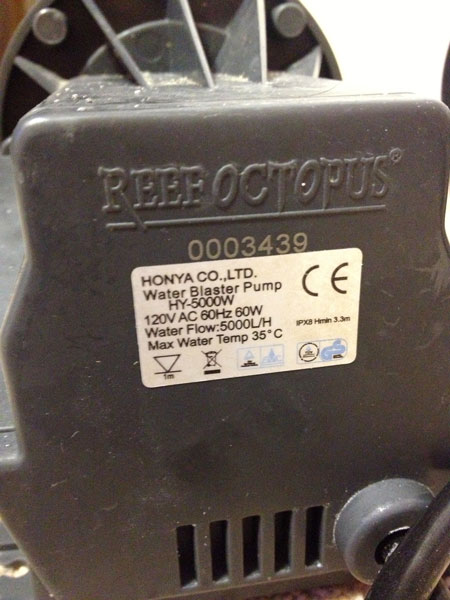 REEF OCTOPUS®
0003439
HONYA CO.,LTD.
Water Blaster Pump
HY-5000W
120V AC 60Hz 60W
Water Flow:5000L/H
Max Water Temp 35°C
CE
IPX8 Hmin 3.3m
1m